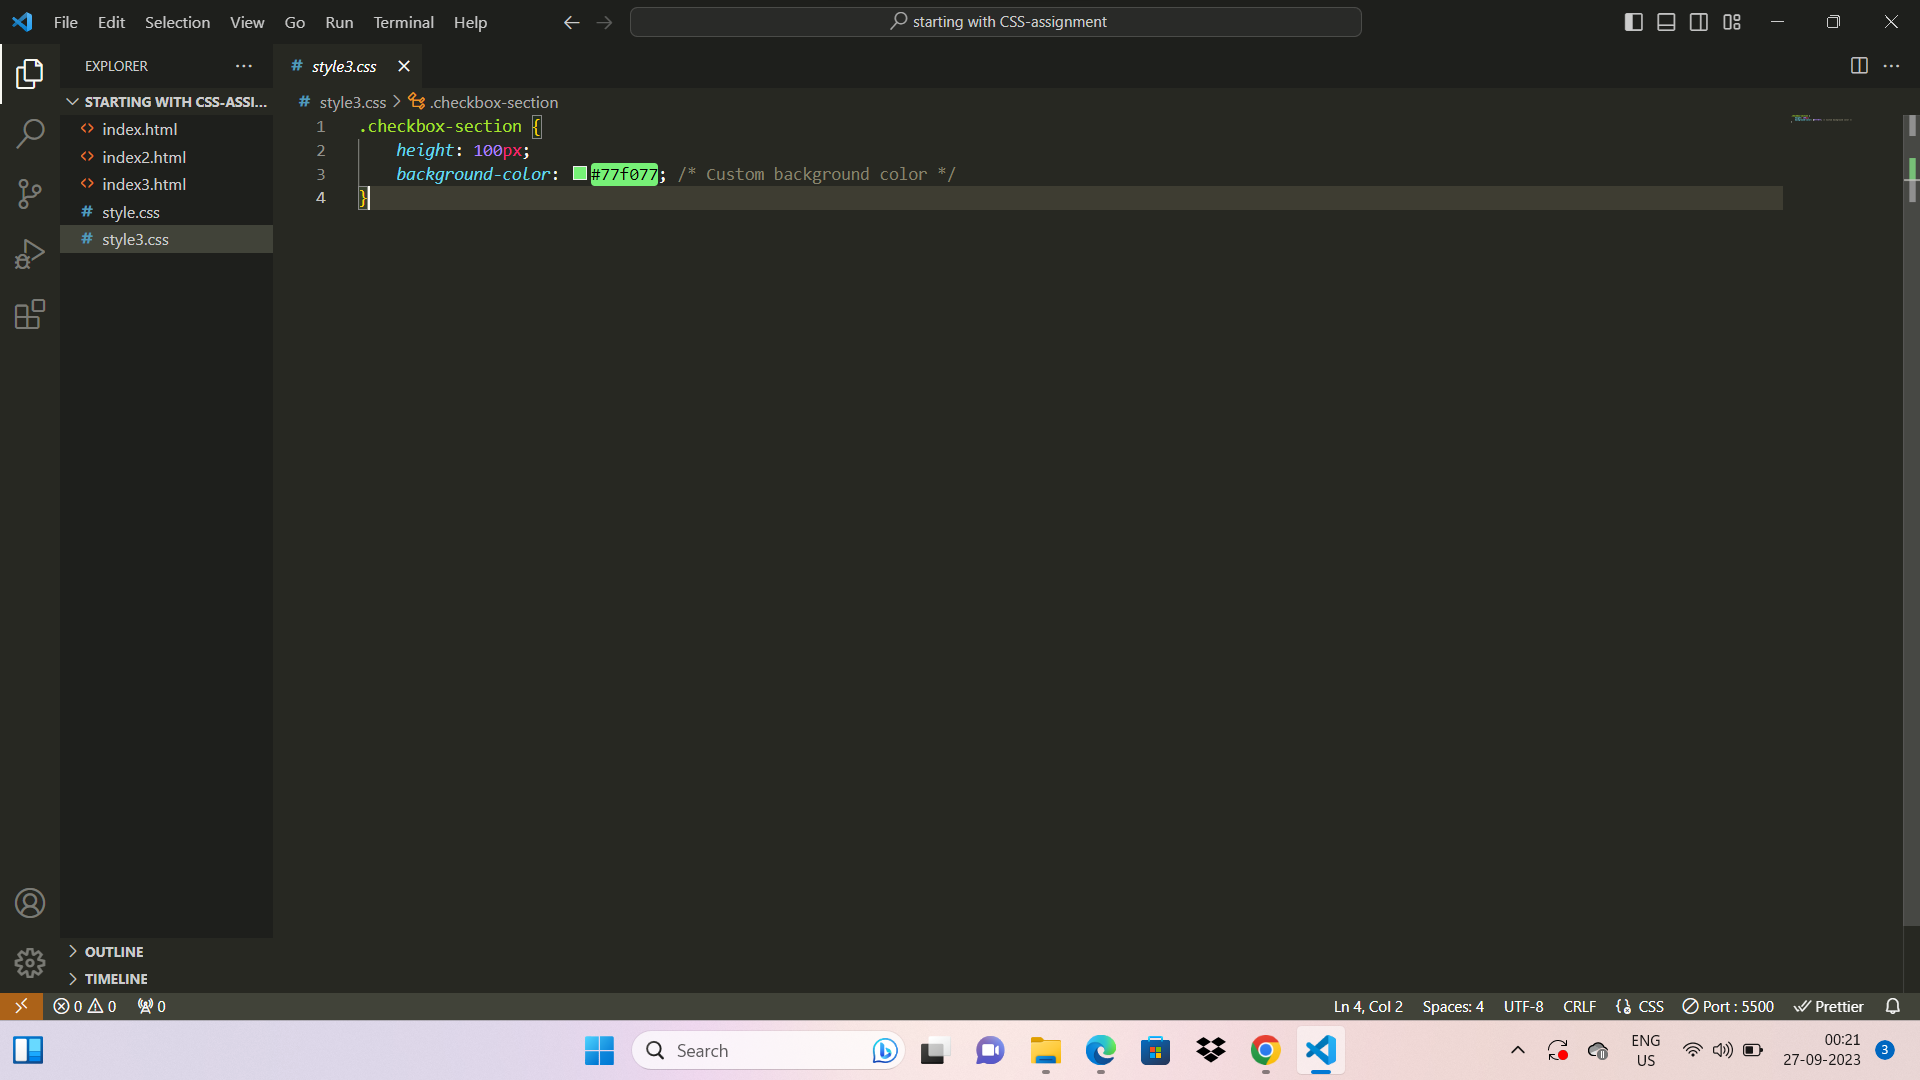 File Edit Selection View Go Run Terminal Help
starting with CSS-assignment
EXPLORER
STARTING WITH CSS-ASSI...
index.html
index2.html
index3.html
style.css
style3.css
OUTLINE
TIMELINE
# style3.css
# style3.css > .checkbox-section
1 .checkbox-section {
2     height: 100px;
3     background-color: #77f077; /* Custom background color */
4 }
0 0 0
Ln 4, Col 2 Spaces: 4 UTF-8 CRLF CSS Port : 5500 Prettier
Search
ENG
US
00:21
27-09-2023
3